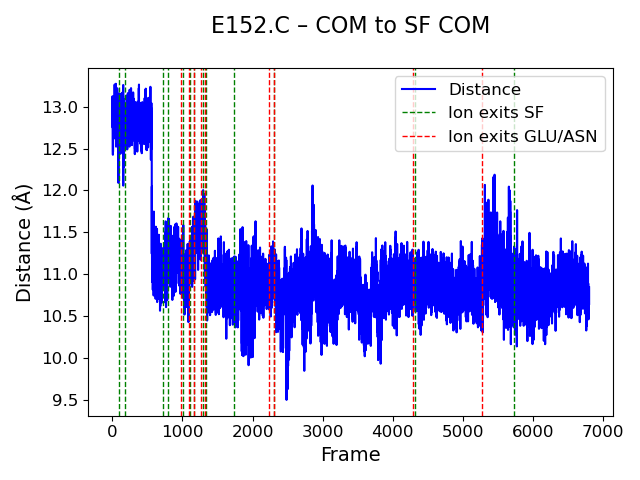 E152.C – COM to SF COM
Distance
Ion exits SF
Ion exits GLU/ASN
Distance (Å)
13.0
12.5
12.0
11.5
11.0
10.5
10.0
9.5
0 1000 2000 3000 4000 5000 6000 7000
Frame